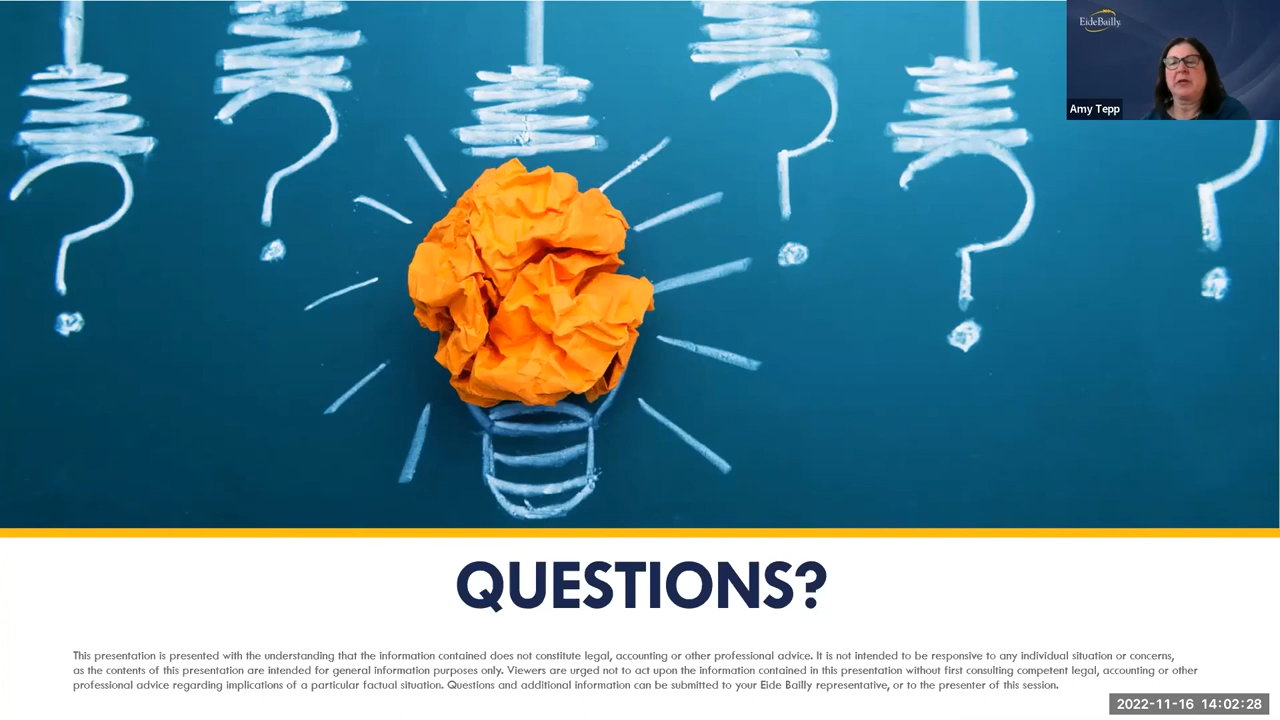 EideBailly
Amy Tepp
QUESTIONS?
This presentation is presented with the understanding that the information contained does not constitute legal, accounting or other professional advice. It is not intended to be responsive to any individual situation or concerns,
as the contents of this presentation are intended for general information purposes only. Viewers are urged not to act upon the information contained in this presentation without first consulting competent legal, accounting or other
professional advice regarding implications of a particular factual situation. Questions and additional information can be submitted to your Eide Bailly representative, or to the presenter of this session.
2022-11-16 14:02:28